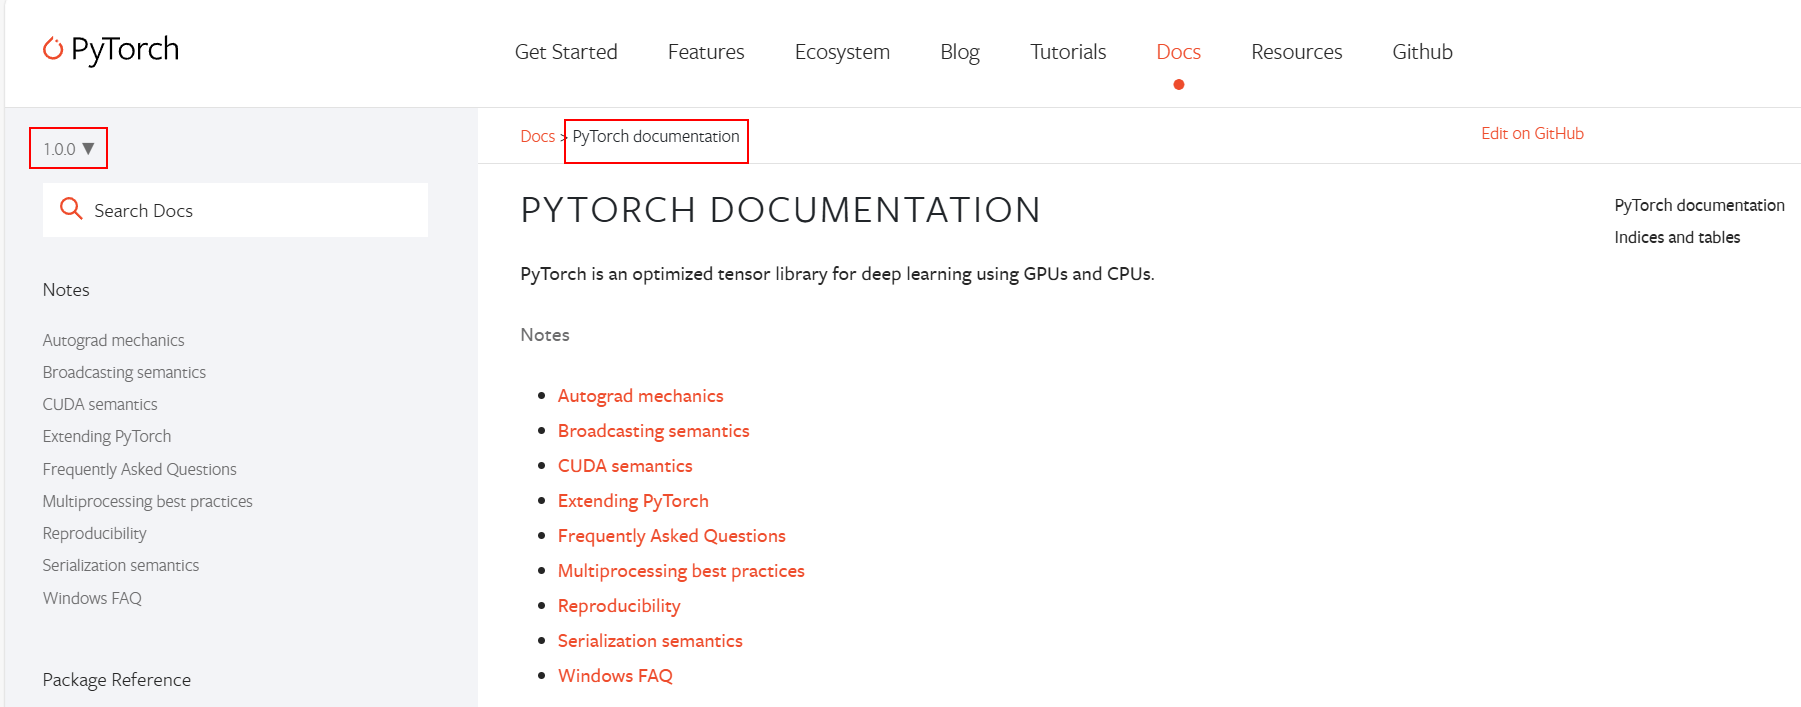 PyTorch
Get Started Features Ecosystem Blog Tutorials Docs Resources Github
1.0.0 ▼
Search Docs
Notes
Autograd mechanics
Broadcasting semantics
CUDA semantics
Extending PyTorch
Frequently Asked Questions
Multiprocessing best practices
Reproducibility
Serialization semantics
Windows FAQ
Package Reference
Docs > PyTorch documentation
Edit on GitHub
PYTORCH DOCUMENTATION
PyTorch is an optimized tensor library for deep learning using GPUs and CPUs.
Notes
Autograd mechanics
Broadcasting semantics
CUDA semantics
Extending PyTorch
Frequently Asked Questions
Multiprocessing best practices
Reproducibility
Serialization semantics
Windows FAQ
PyTorch documentation
Indices and tables